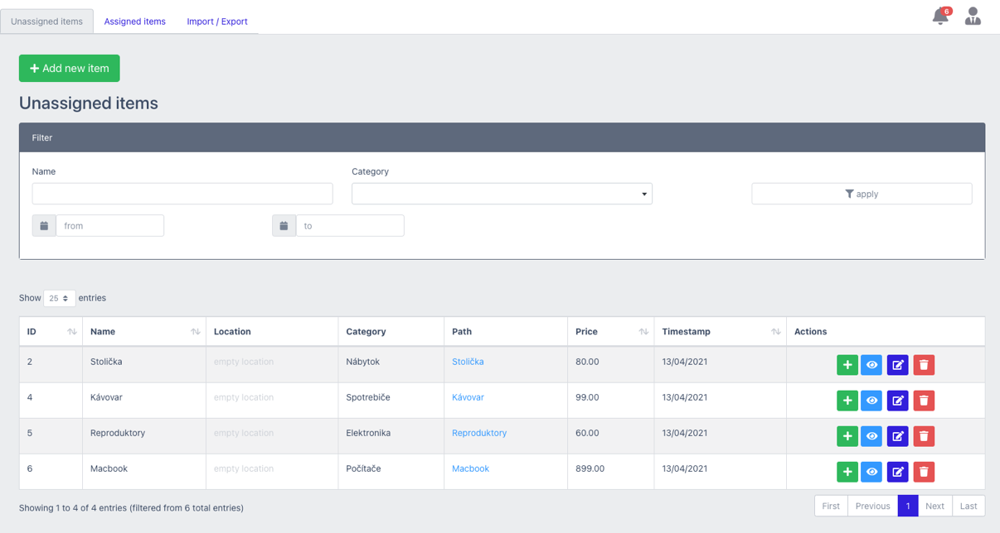 Unassigned items Assigned items Import / Export 6
Add new item
Unassigned items
Filter
Name Category
apply
from to
Show 25 entries
ID Name Location Category Path Price Timestamp Actions
2 Stolička empty location Nábytok Stolička 80.00 13/04/2021
4 Kávovar empty location Spotrebiče Kávovar 99.00 13/04/2021
5 Reproduktory empty location Elektronika Reproduktory 60.00 13/04/2021
6 Macbook empty location Počítače Macbook 899.00 13/04/2021
Showing 1 to 4 of 4 entries (filtered from 6 total entries) First Previous 1 Next Last